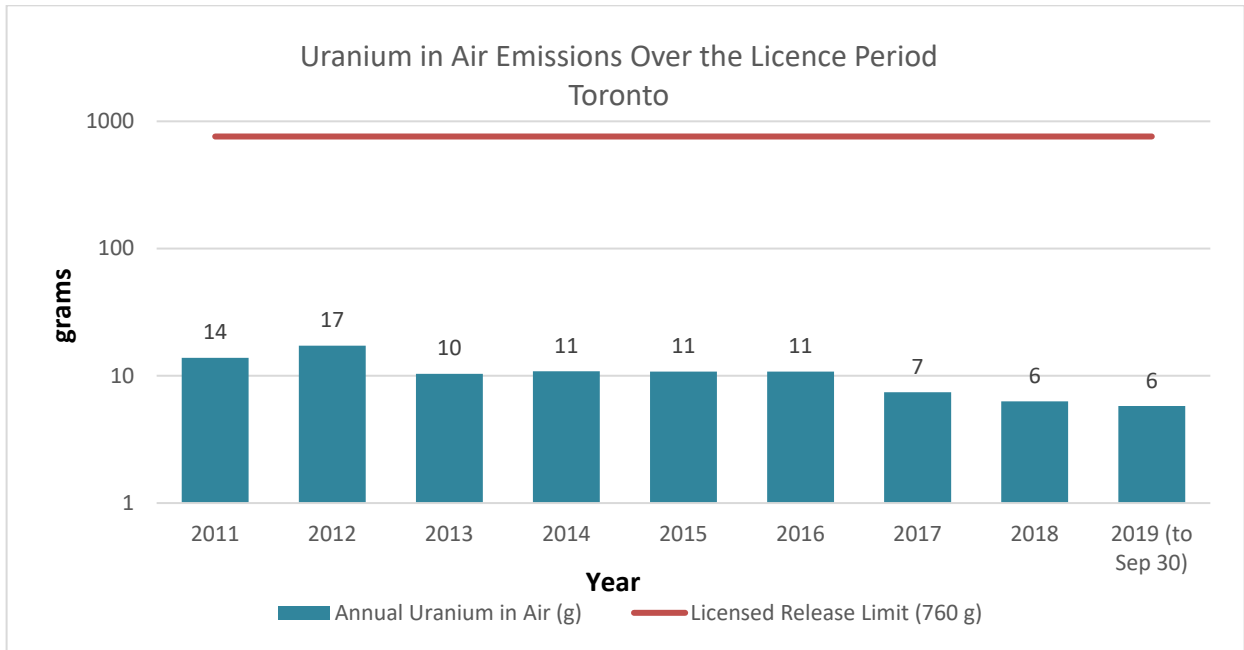 Uranium in Air Emissions Over the Licence Period
Toronto
1000
100
10
1
grams
14
17
10
11
11
11
7
6
6
2011
2012
2013
2014
2015
2016
2017
2018
2019 (to
Sep 30)
Year
Annual Uranium in Air (g)
Licensed Release Limit (760 g)